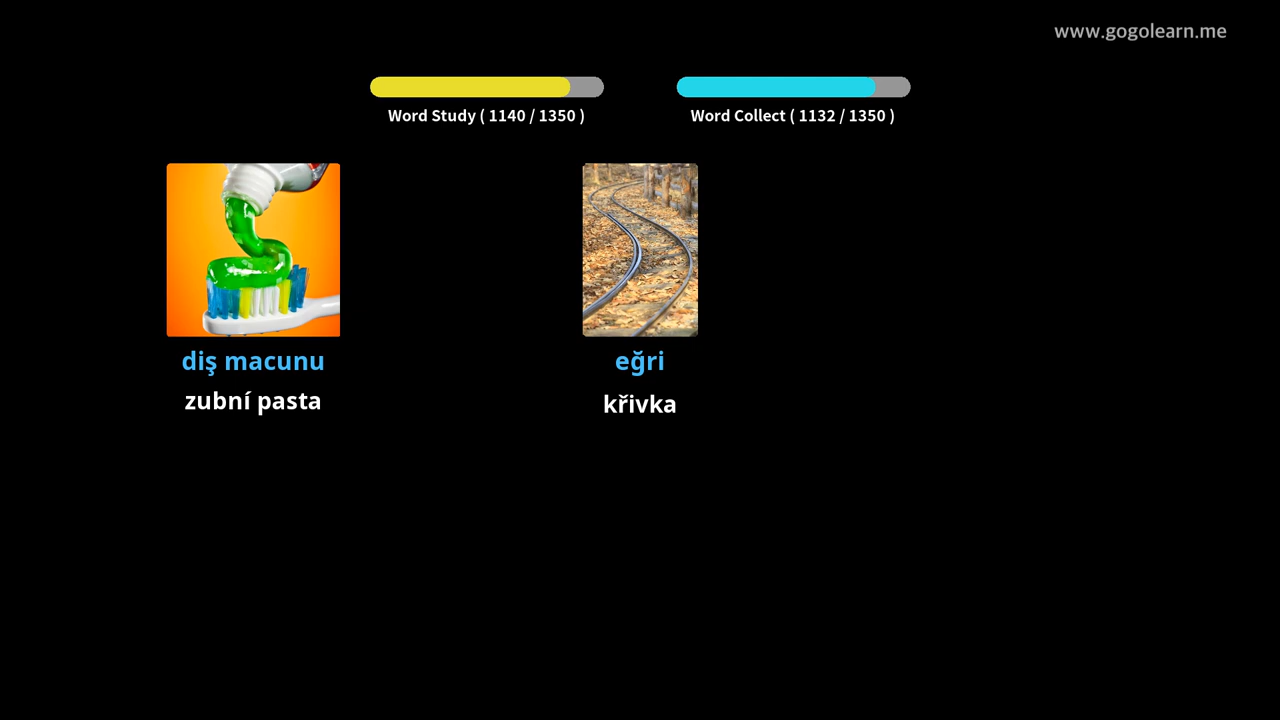 www.gogolearn.me
Word Study ( 1140 / 1350 )
Word Collect ( 1132 / 1350 )
diş macunu
zubní pasta
eğri
křivka